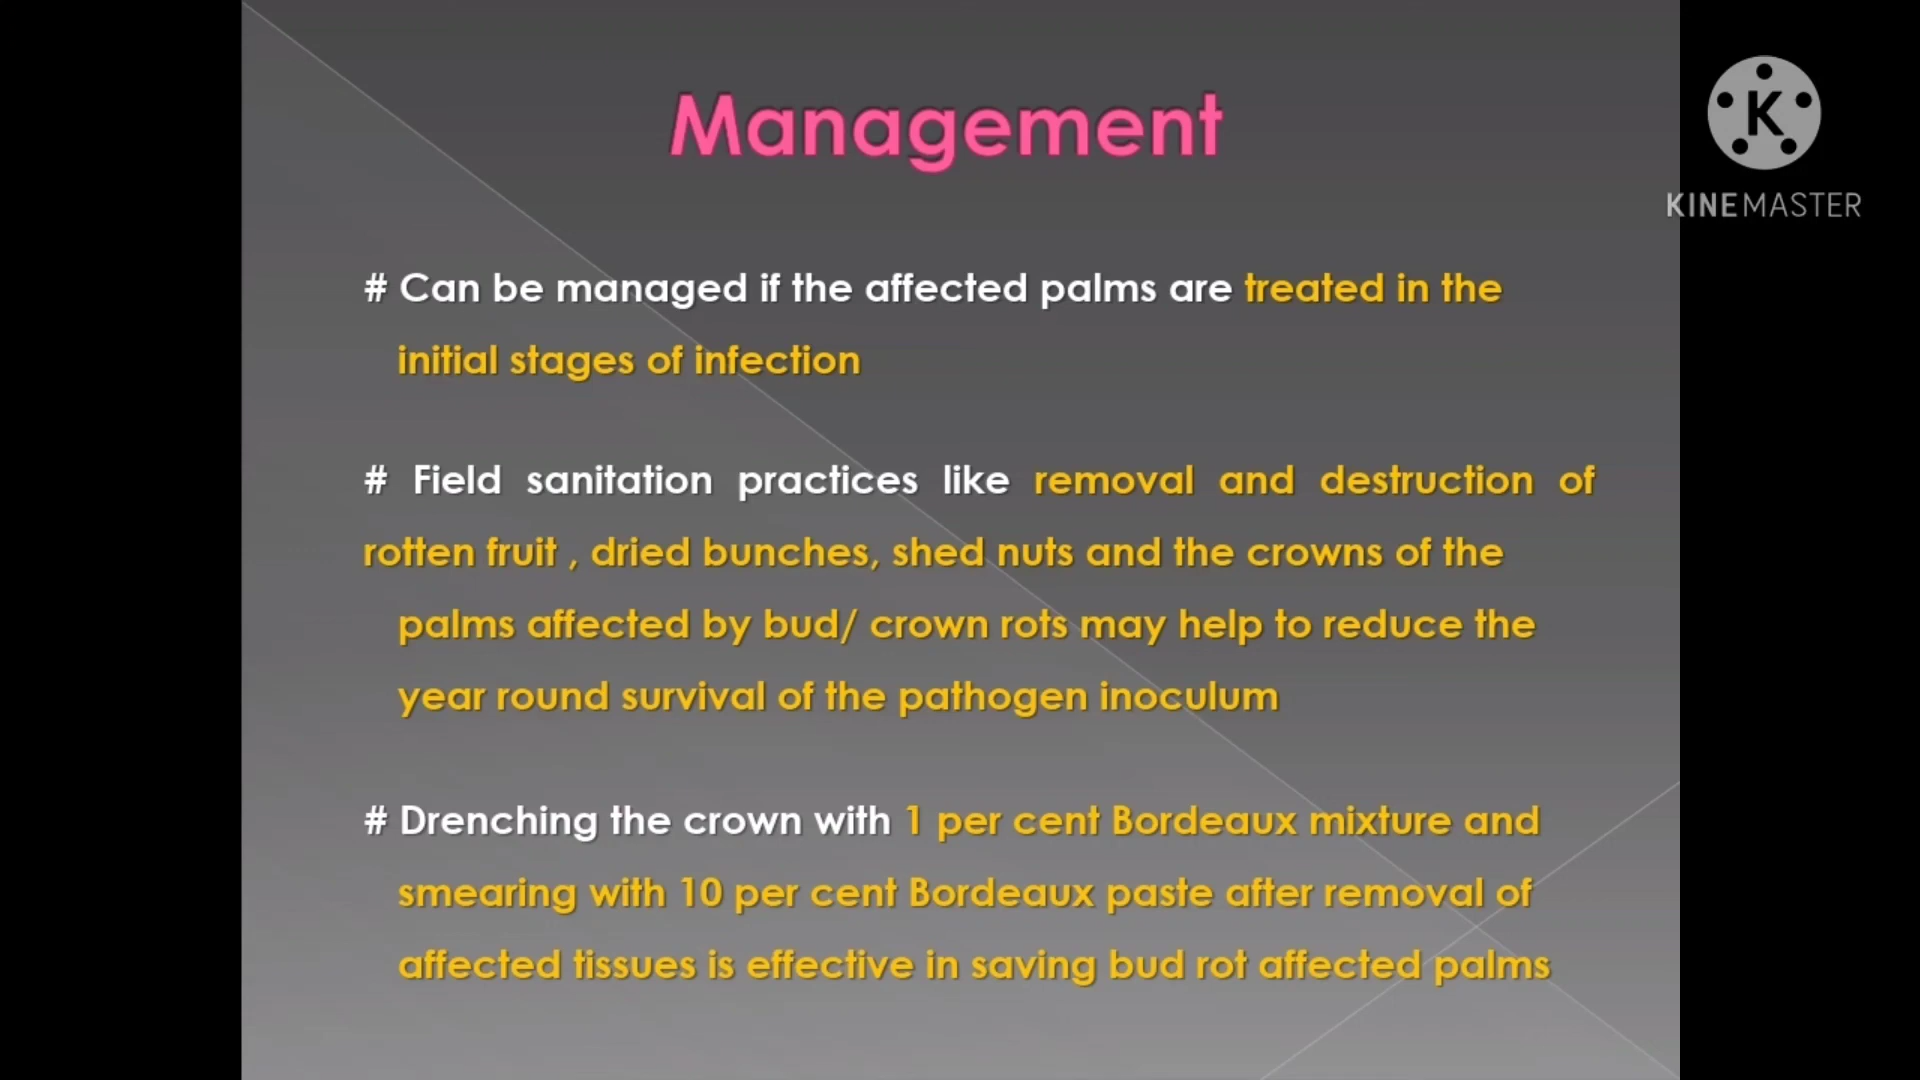 Management
K
KINEMASTER
# Can be managed if the affected palms are treated in the
initial stages of infection
# Field sanitation practices like removal and destruction of
rotten fruit , dried bunches, shed nuts and the crowns of the
palms affected by bud/ crown rots may help to reduce the
year round survival of the pathogen inoculum
# Drenching the crown with 1 per cent Bordeaux mixture and
smearing with 10 per cent Bordeaux paste after removal of
affected tissues is effective in saving bud rot affected palms